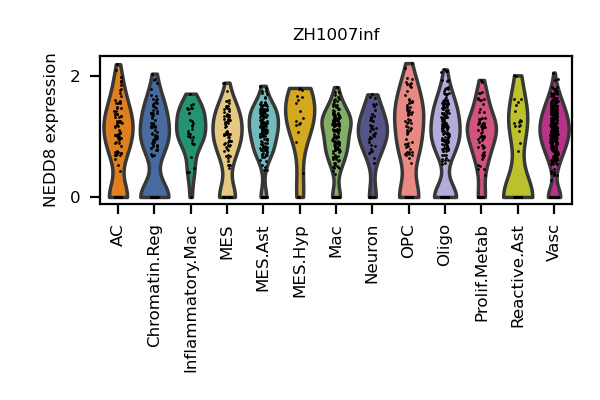 ZH1007inf
NEDD8 expression
2
0
AC
Chromatin.Reg
Inflammatory.Mac
MES
MES.Ast
MES.Hyp
Mac
Neuron
OPC
Oligo
Prolif.Metab
Reactive.Ast
Vasc